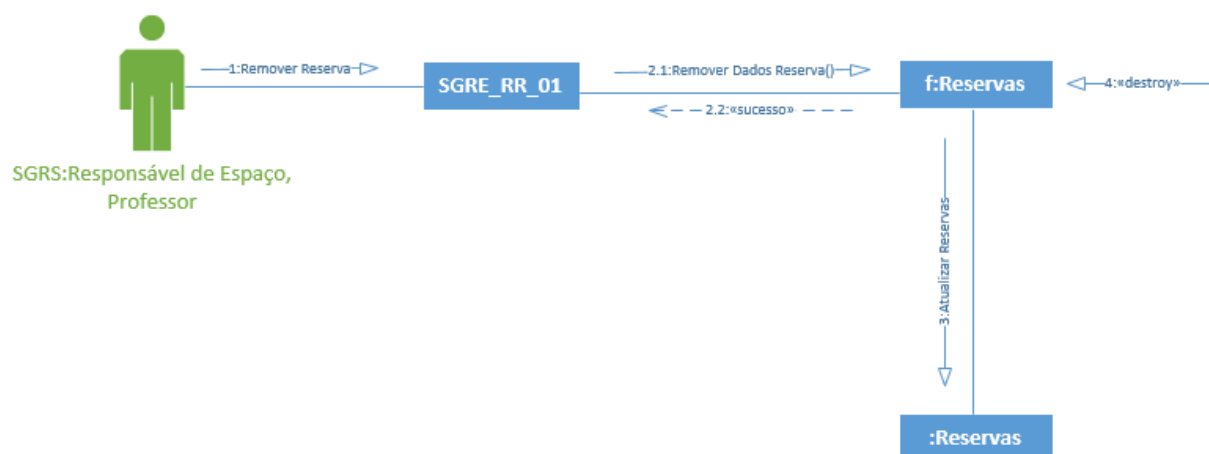 1:Remover Reserva
SGRE_RR_01
2.1:Remover Dados Reserva()
2.2:«sucesso»
f:Reservas
4:«destroy»
SGRS:Responsável de Espaço,
Professor
3:Atualizar Reservas
:Reservas